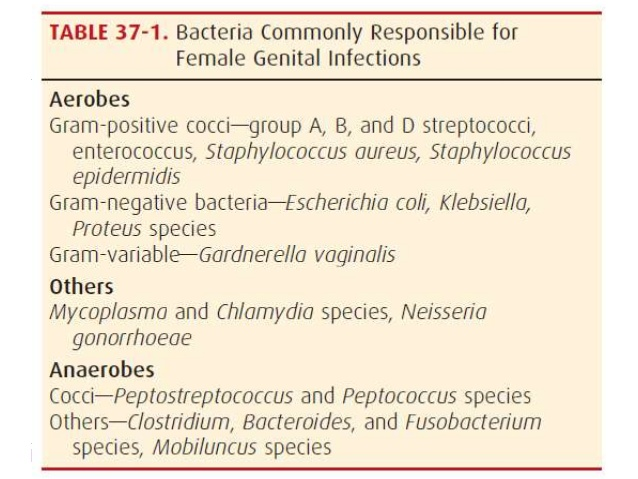 TABLE 37-1. Bacteria Commonly Responsible for
Female Genital Infections
Aerobes
Gram-positive cocci—group A, B, and D streptococci,
enterococcus, Staphylococcus aureus, Staphylococcus
epidermidis
Gram-negative bacteria—Escherichia coli, Klebsiella,
Proteus species
Gram-variable—Gardnerella vaginalis
Others
Mycoplasma and Chlamydia species, Neisseria
gonorrhoeae
Anaerobes
Cocci—Peptostreptococcus and Peptococcus species
Others—Clostridium, Bacteroides, and Fusobacterium
species, Mobiluncus species